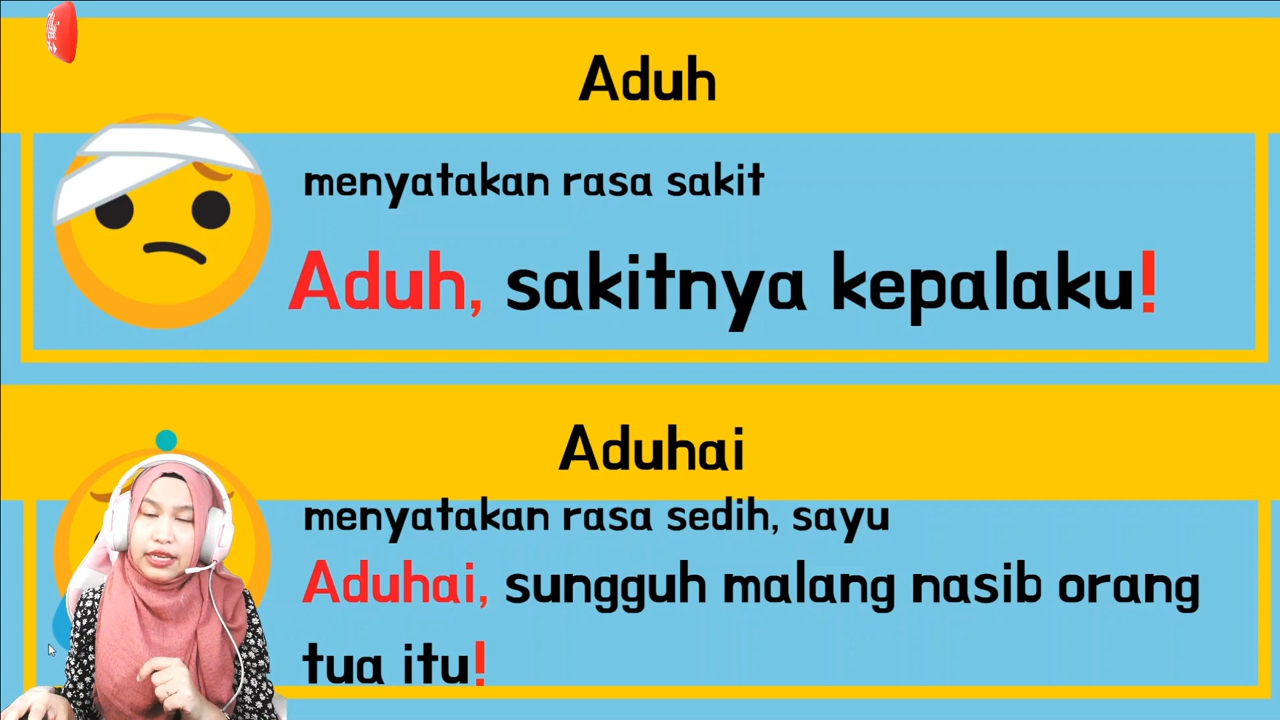 Aduh
menyatakan rasa sakit
Aduh, sakitnya kepalaku!
Aduhai
menyatakan rasa sedih, sayu
Aduhai, sungguh malang nasib orang
tua itu!